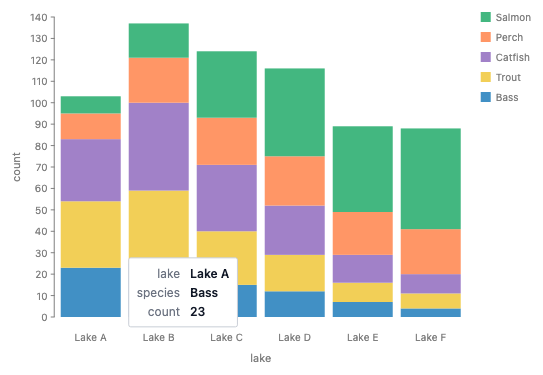 140
130
120
110
100
90
80
70
60
50
40
30
20
10
0
count
Lake A
Lake B
Lake C
Lake D
Lake E
Lake F
lake
Salmon
Perch
Catfish
Trout
Bass
lake Lake A
species Bass
count 23